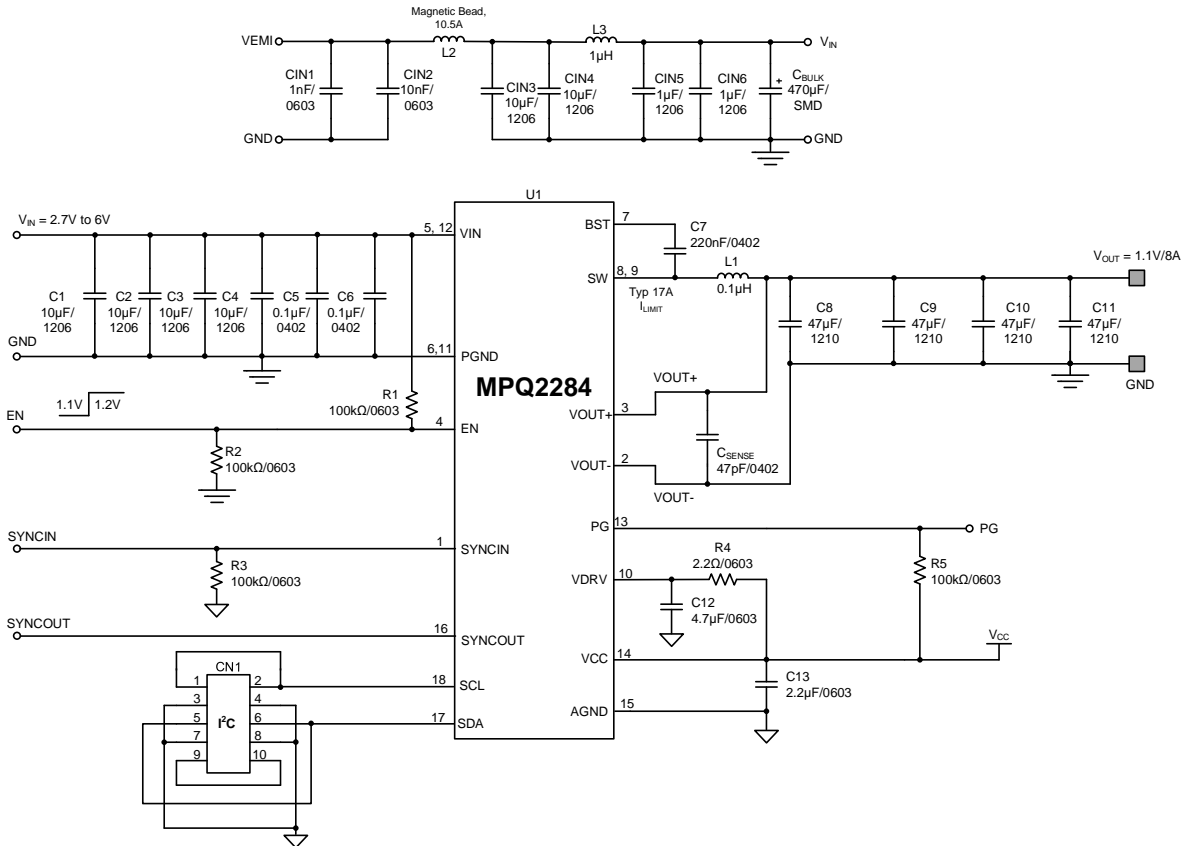 Magnetic Bead,
10.5A
VEMI
L2
L3
1µH
VIN
CIN1
1nF/
0603
CIN2
10nF/
0603
CIN3
10µF/
1206
CIN4
10µF/
1206
CIN5
1µF/
1206
CIN6
1µF/
1206
+
CBULK
470µF/
SMD
GND
GND
U1
VIN = 2.7V to 6V
5, 12
VIN
BST
7
C7
220nF/0402
SW
8, 9
L1
0.1µH
Typ 17A
ILIMIT
VOUT = 1.1V/8A
C1
10µF/
1206
C2
10µF/
1206
C3
10µF/
1206
C4
10µF/
1206
C5
0.1µF/
0402
C6
0.1µF/
0402
C8
47µF/
1210
C9
47µF/
1210
C10
47µF/
1210
C11
47µF/
1210
GND
6,11
PGND
GND
MPQ2284
R1
100kΩ/0603
1.1V
1.2V
EN
4
EN
R2
100kΩ/0603
VOUT+
VOUT+
3
CSENSE
47pF/0402
VOUT-
2
VOUT-
PG
13
PG
SYNCIN
1
SYNCIN
R3
100kΩ/0603
R4
2.2Ω/0603
VDRV
10
R5
100kΩ/0603
C12
4.7µF/0603
SYNCOUT
16
SYNCOUT
VCC
14
VCC
C13
2.2µF/0603
AGND
15
CN1
1
2
18
SCL
3
4
5
I2C
6
17
SDA
7
8
9
10